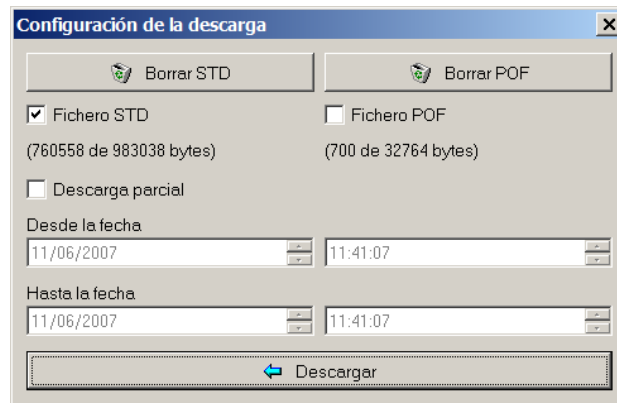 Configuración de la descarga
Borrar STD Borrar POF
Fichero STD Fichero POF
(760558 de 983038 bytes) (700 de 32764 bytes)
Descarga parcial
Desde la fecha
11/06/2007 11:41:07
Hasta la fecha
11/06/2007 11:41:07
Descargar